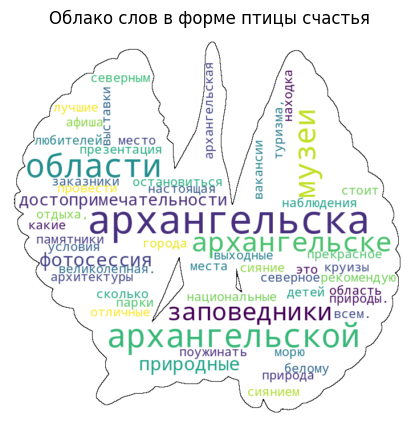 Облако слов в форме птицы счастья
северным
архангельская
находка
выставки
лучшие
афиша
туризма
музеи
любителей
место
презентация
вакансии
области
остановиться
заказники
настоящая
провести
стоит
достопримечательности
наблюдения
отдыха.
архангельска
какие
памятники
города
архангельске
условия
прекрасное
фотосессия
выходные
великолепная.
места
сияние
это
круизы
архитектуры
северное
рекомендую
сколько
национальные
детей
область
парки
природы.
отличные
заповедники
всем.
архангельской
поужинать
морю
природные
белому
природа
сиянием